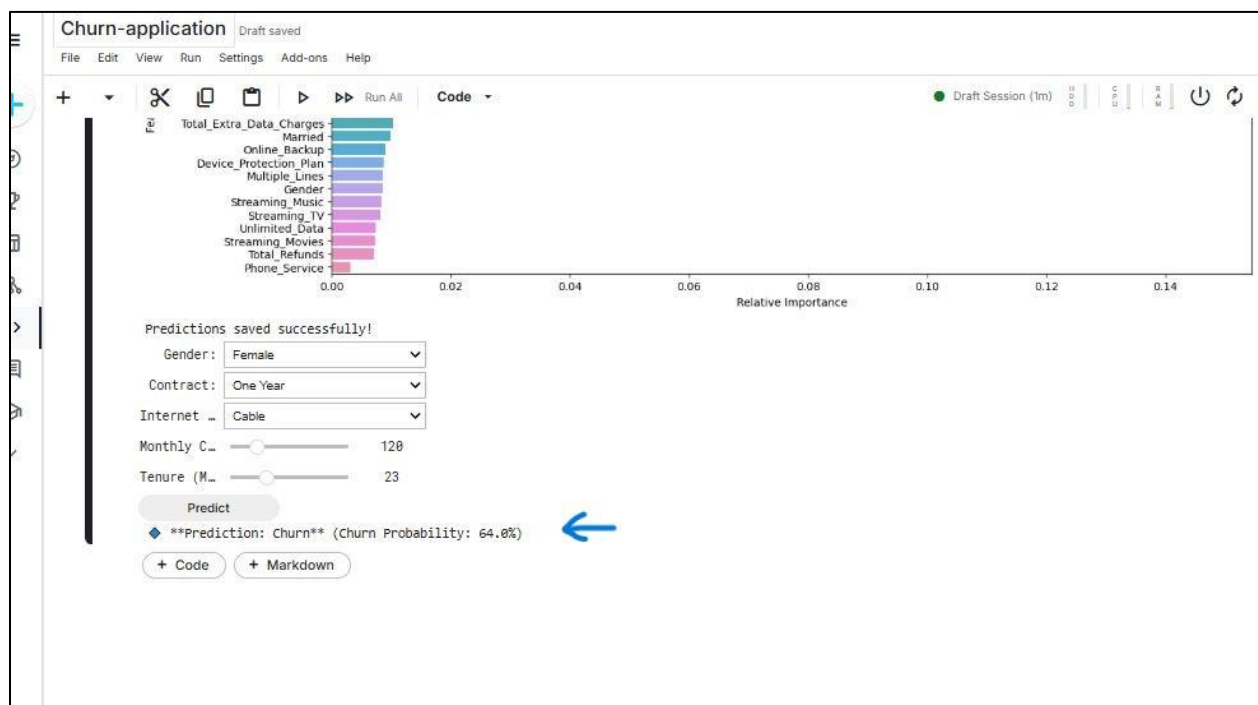 Churn-application Draft saved
File Edit View Run Settings Add-ons Help
Run All Code Draft Session (1m) HDD CPU RAM
Total_Extra_Data_Charges
Married
Online_Backup
Device_Protection_Plan
Multiple_Lines
Gender
Streaming_Music
Streaming_TV
Unlimited_Data
Streaming_Movies
Total_Refunds
Phone_Service
0.00 0.02 0.04 0.06 0.08 0.10 0.12 0.14
Relative Importance
Predictions saved successfully!
Gender: Female
Contract: One Year
Internet … Cable
Monthly C… 120
Tenure (M… 23
Predict
**Prediction: Churn** (Churn Probability: 64.0%)
+ Code + Markdown